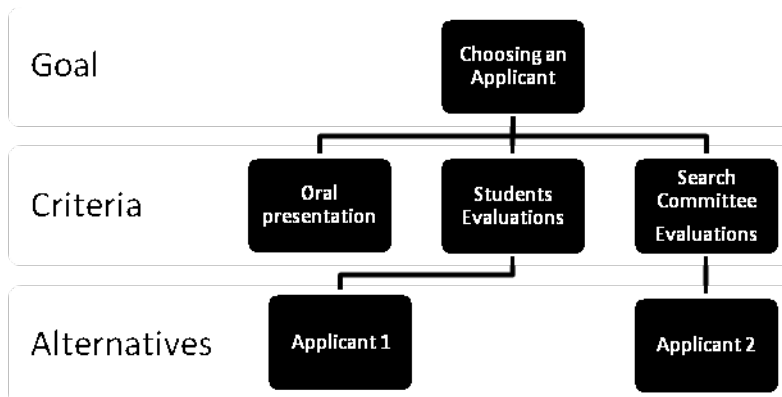 Goal
Choosing an
Applicant
Criteria
Oral
presentation
Students
Evaluations
Search
Committee
Evaluations
Alternatives
Applicant 1
Applicant 2